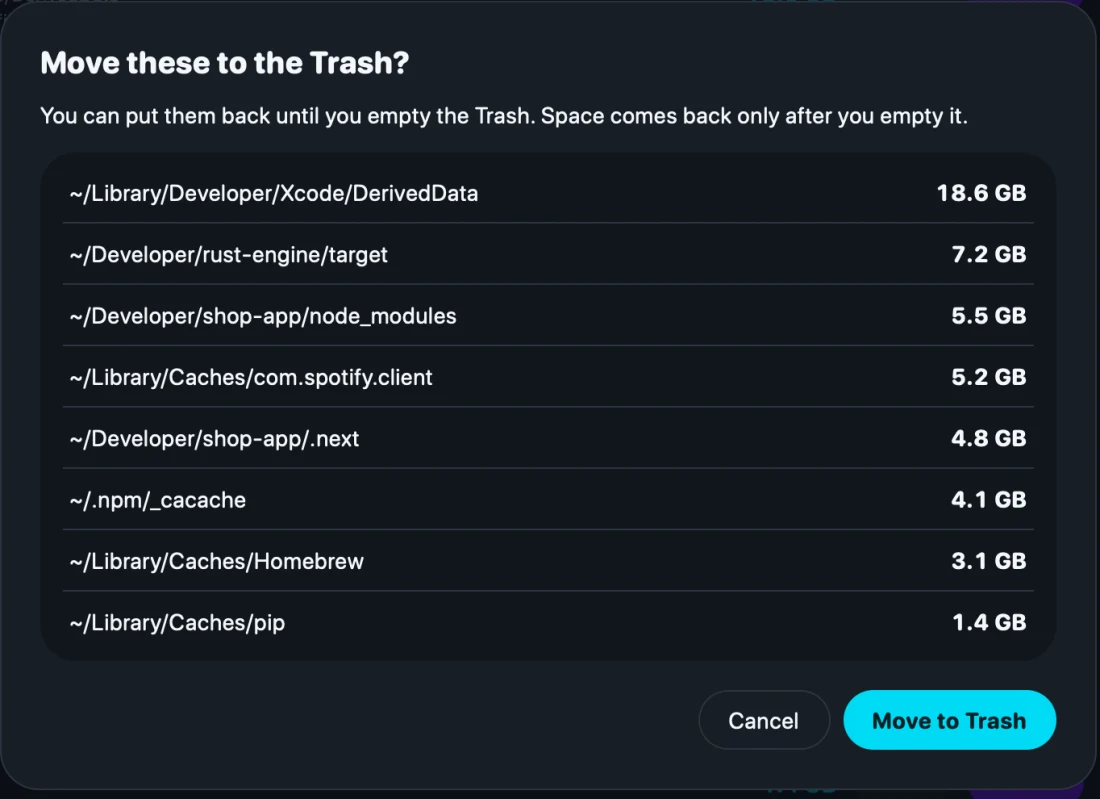 Move these to the Trash?
You can put them back until you empty the Trash. Space comes back only after you empty it.
~/Library/Developer/Xcode/DerivedData 18.6 GB
~/Developer/rust-engine/target 7.2 GB
~/Developer/shop-app/node_modules 5.5 GB
~/Library/Caches/com.spotify.client 5.2 GB
~/Developer/shop-app/.next 4.8 GB
~/.npm/_cacache 4.1 GB
~/Library/Caches/Homebrew 3.1 GB
~/Library/Caches/pip 1.4 GB
Cancel Move to Trash